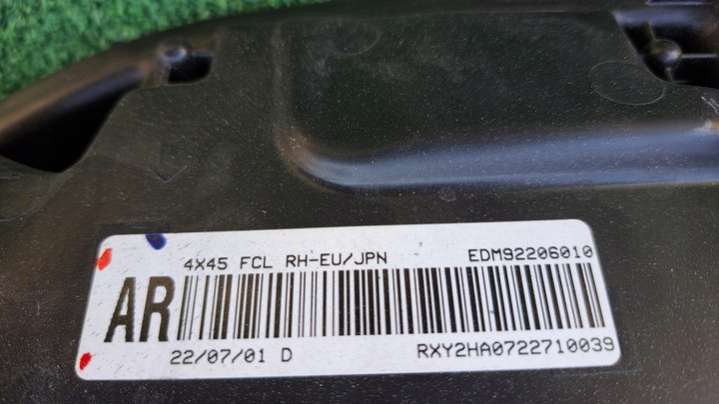 4X45 FCL RH-EU/JPN EDM92206010
AR
22/07/01 D RXY2HA0722710039